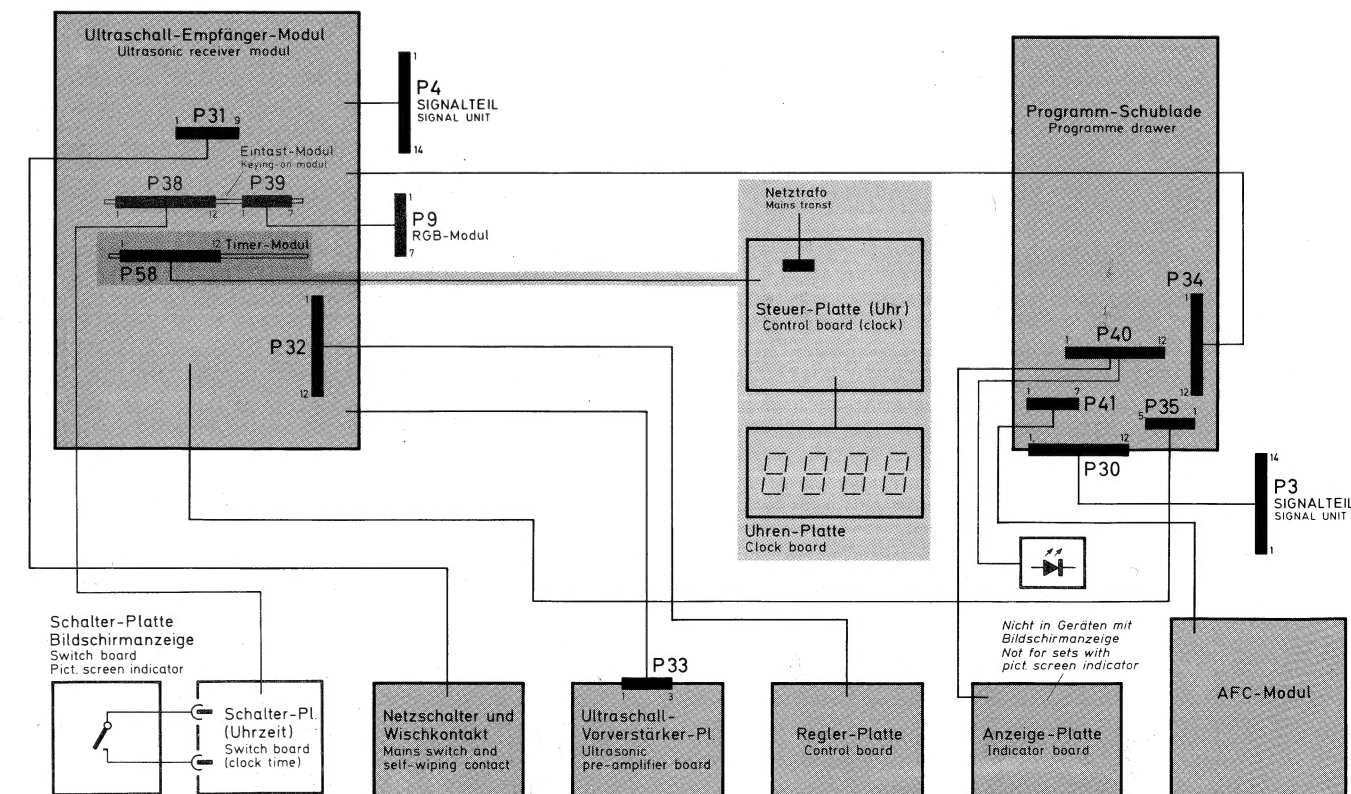 Ultraschall-Empfänger-Modul
Ultrasonic receiver modul
P31
1 9
Eintast-Modul
Keying-on modul
P38
P39
1 12 1 7
1 12 Timer-Modul
P58
1
P32
12
1
P4
SIGNALTEIL
SIGNAL UNIT
14
1
P9
RGB-Modul
7
Netztrafo
Mains transf
Steuer-Platte (Uhr)
Control board (clock)
8888
Uhren-Platte
Clock board
Programm-Schublade
Programme drawer
P34
1
12
P40
1 12
1 7
P41
P35
5 1
1 12
P30
14
P3
SIGNALTEIL
SIGNAL UNIT
1
Schalter-Platte
Bildschirmanzeige
Switch board
Pict. screen indicator
Schalter-Pl.
(Uhrzeit)
Switch board
(clock time)
Netzschalter und
Wischkontakt
Mains switch and
self-wiping contact
P33
1 3
Ultraschall-
Vorverstärker-Pl.
Ultrasonic
pre-amplifier board
Regler-Platte
Control board
Nicht in Geräten mit
Bildschirmanzeige
Not for sets with
pict. screen indicator
Anzeige-Platte
Indicator board
AFC-Modul